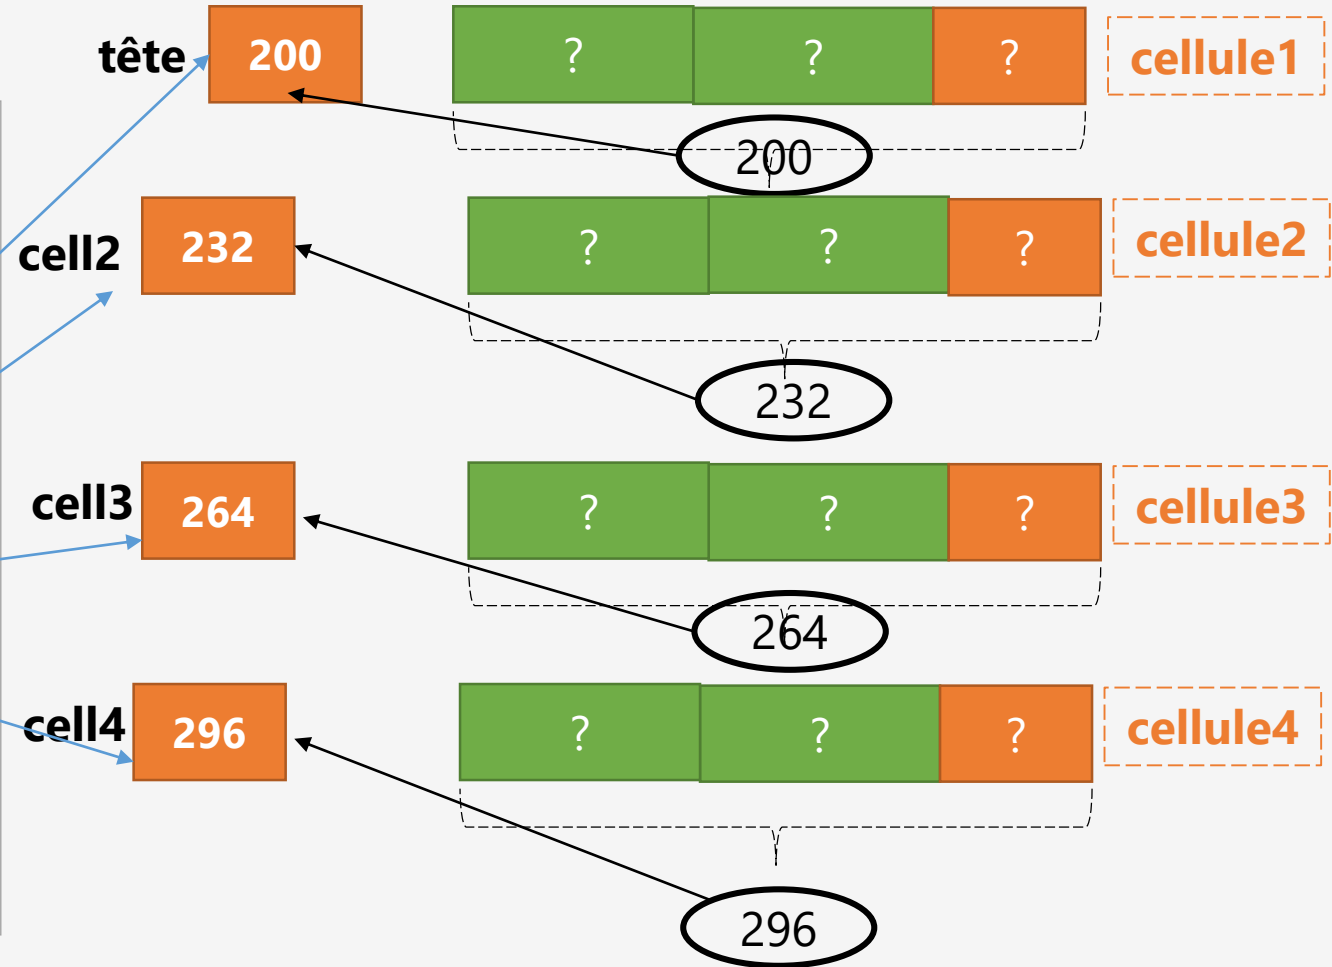 tête 200 ? ? ? cellule1
200
cell2 232 ? ? ? cellule2
232
cell3 264 ? ? ? cellule3
264
cell4 296 ? ? ? cellule4
296